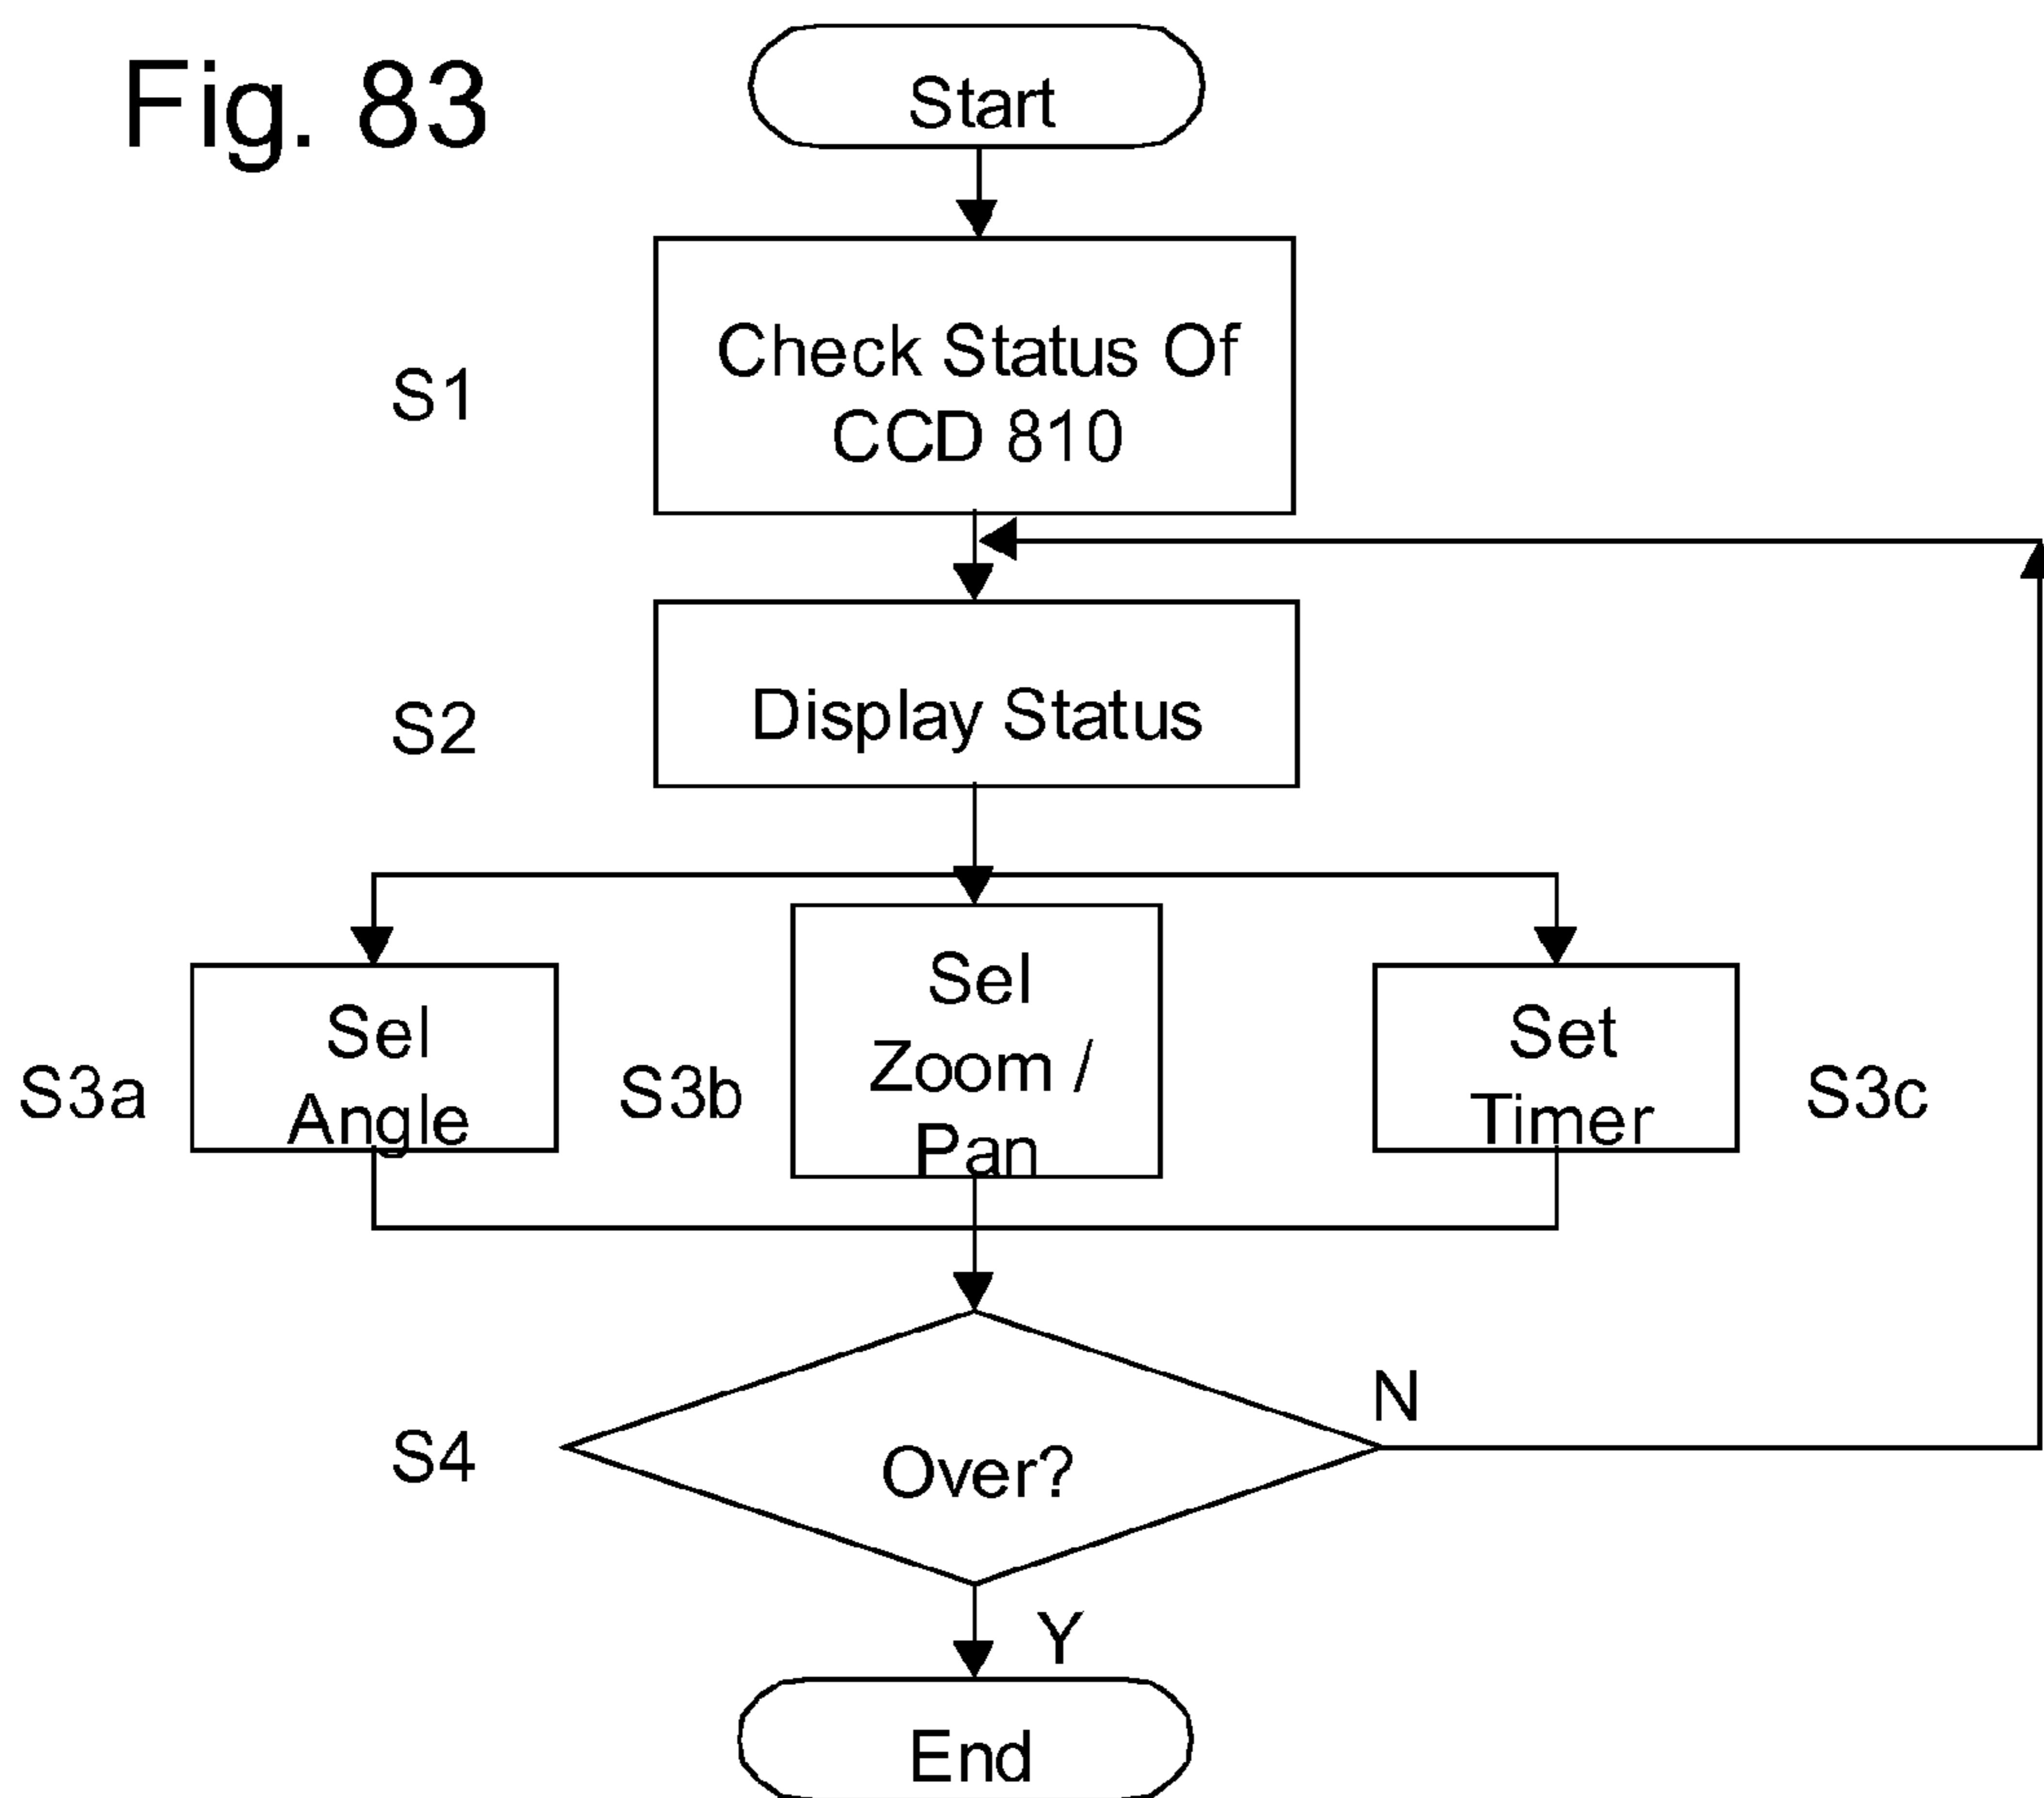 Fig. 83
Start
S1
Check Status Of
CCD 810
S2
Display Status
S3a
Sel
Angle
S3b
Sel
Zoom /
Pan
Set
Timer
S3c
S4
Over?
N
Y
End